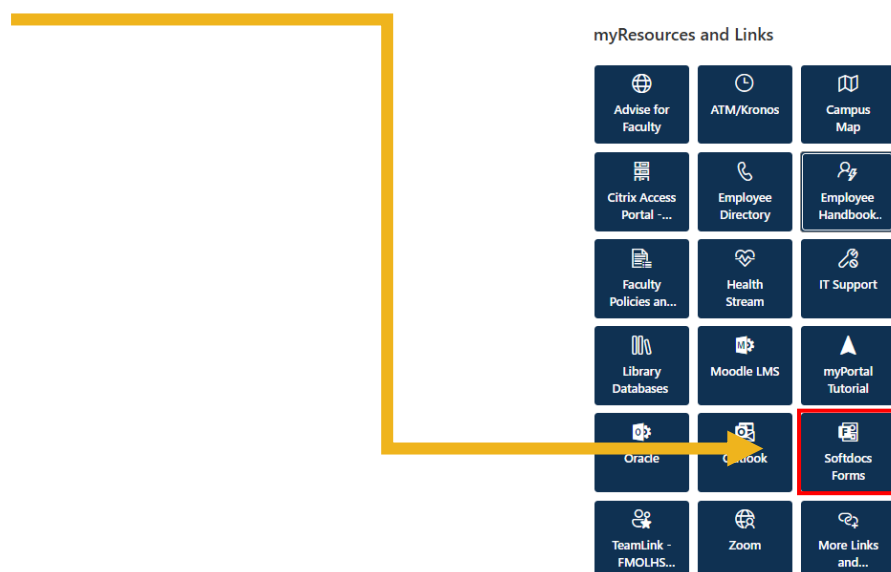 myResources and Links
Advise for
Faculty
ATM/Kronos
Campus
Map
Citrix Access
Portal -...
Employee
Directory
Employee
Handbook..
Faculty
Policies an...
Health
Stream
IT Support
Library
Databases
Moodle LMS
myPortal
Tutorial
Oracle
Softdocs
Forms
TeamLink -
FMOLHS...
Zoom
More Links
and...